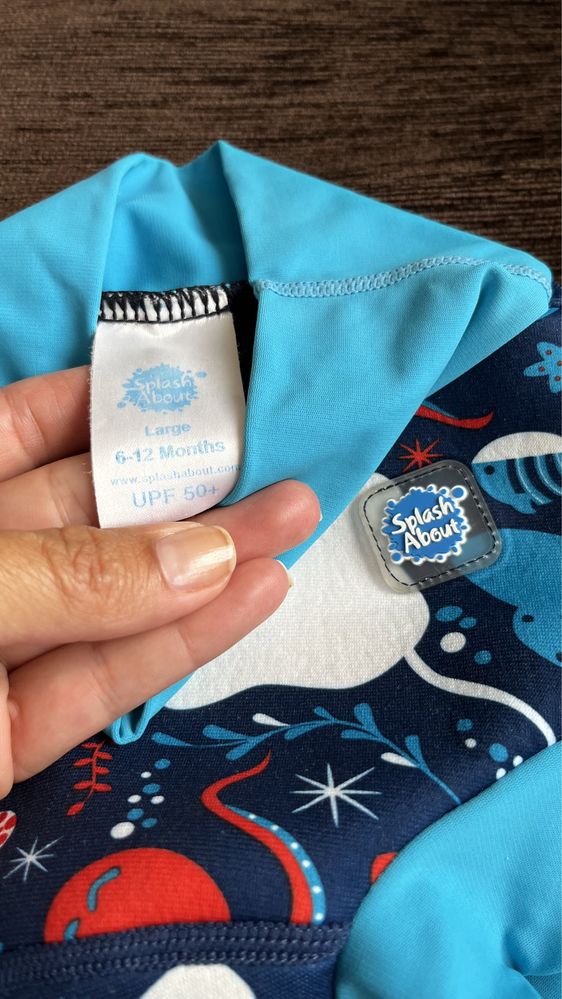 Splash
About
Large
6-12 Months
www.splashabout.com
UPF 50+
Splash
About